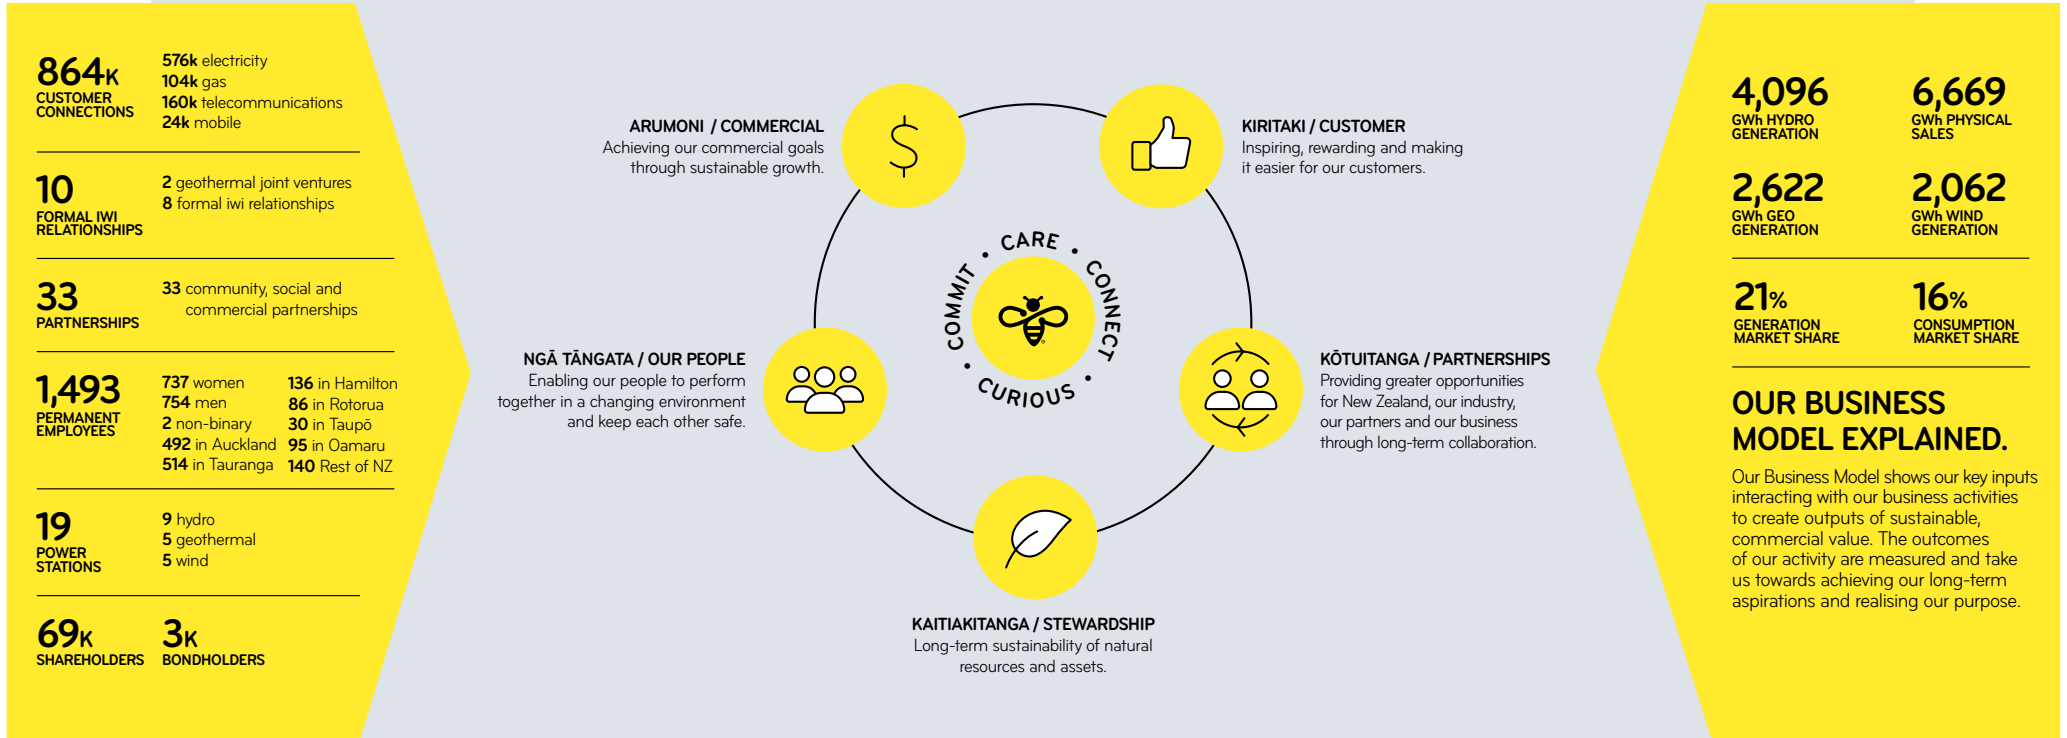 864K
CUSTOMER
CONNECTIONS
576k electricity
104k gas
160k telecommunications
24k mobile
10
FORMAL IWI
RELATIONSHIPS
2 geothermal joint ventures
8 formal iwi relationships
33
PARTNERSHIPS
33 community, social and
commercial partnerships
1,493
PERMANENT
EMPLOYEES
737 women
754 men
2 non-binary
492 in Auckland
514 in Tauranga
136 in Hamilton
86 in Rotorua
30 in Taupō
95 in Oamaru
140 Rest of NZ
19
POWER
STATIONS
9 hydro
5 geothermal
5 wind
69K
SHAREHOLDERS
3K
BONDHOLDERS
ARUMONI / COMMERCIAL
Achieving our commercial goals
through sustainable growth.
KIRITAKI / CUSTOMER
Inspiring, rewarding and making
it easier for our customers.
COMMIT • CARE • CONNECT • CURIOUS •
NGĀ TĀNGATA / OUR PEOPLE
Enabling our people to perform
together in a changing environment
and keep each other safe.
KŌTUITANGA / PARTNERSHIPS
Providing greater opportunities
for New Zealand, our industry,
our partners and our business
through long-term collaboration.
KAITIAKITANGA / STEWARDSHIP
Long-term sustainability of natural
resources and assets.
4,096
GWh HYDRO
GENERATION
6,669
GWh PHYSICAL
SALES
2,622
GWh GEO
GENERATION
2,062
GWh WIND
GENERATION
21%
GENERATION
MARKET SHARE
16%
CONSUMPTION
MARKET SHARE
OUR BUSINESS
MODEL EXPLAINED.
Our Business Model shows our key inputs
interacting with our business activities
to create outputs of sustainable,
commercial value. The outcomes
of our activity are measured and take
us towards achieving our long-term
aspirations and realising our purpose.